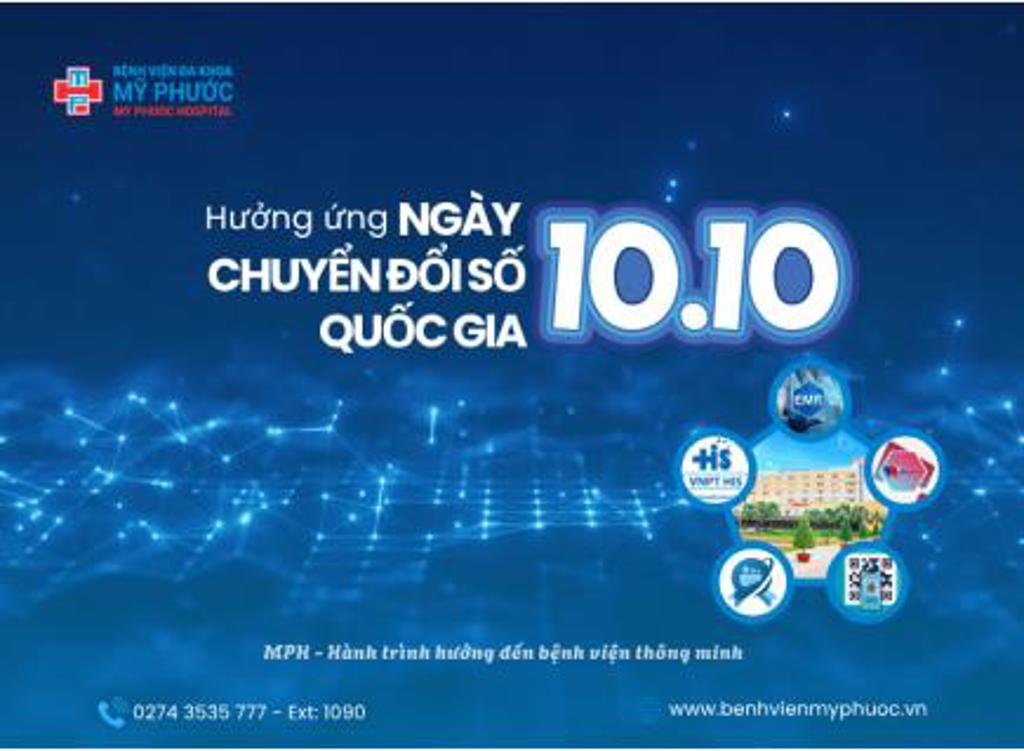 BỆNH VIỆN ĐA KHOA
MỸ PHƯỚC
MY PHUOC HOSPITAL
Hưởng ứng NGÀY
CHUYỂN ĐỔI SỐ
QUỐC GIA
10.10
EMR
HiS
VNPT HIS
MPH - Hành trình hướng đến bệnh viện thông minh
0274 3535 777 - Ext: 1090
www.benhvienmyphuoc.vn